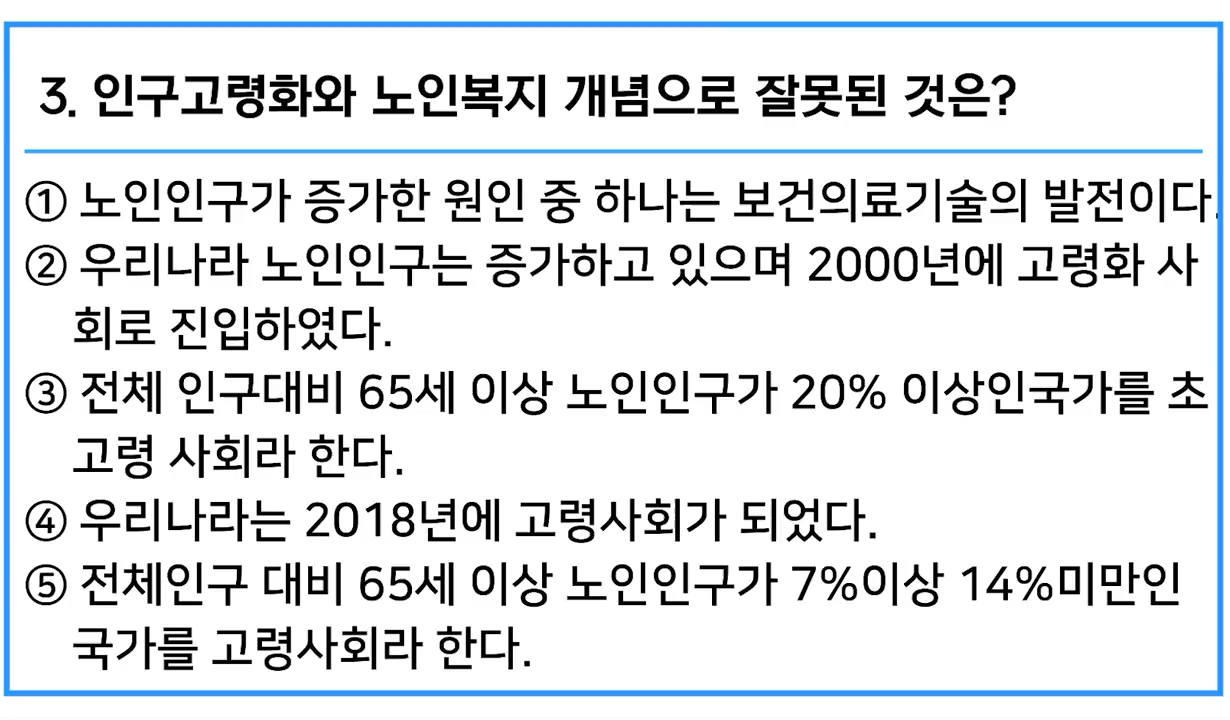 3. 인구고령화와 노인복지 개념으로 잘못된 것은?
① 노인인구가 증가한 원인 중 하나는 보건의료기술의 발전이다.
② 우리나라 노인인구는 증가하고 있으며 2000년에 고령화 사
회로 진입하였다.
③ 전체 인구대비 65세 이상 노인인구가 20% 이상인국가를 초
고령 사회라 한다.
④ 우리나라는 2018년에 고령사회가 되었다.
⑤ 전체인구 대비 65세 이상 노인인구가 7%이상 14%미만인
국가를 고령사회라 한다.